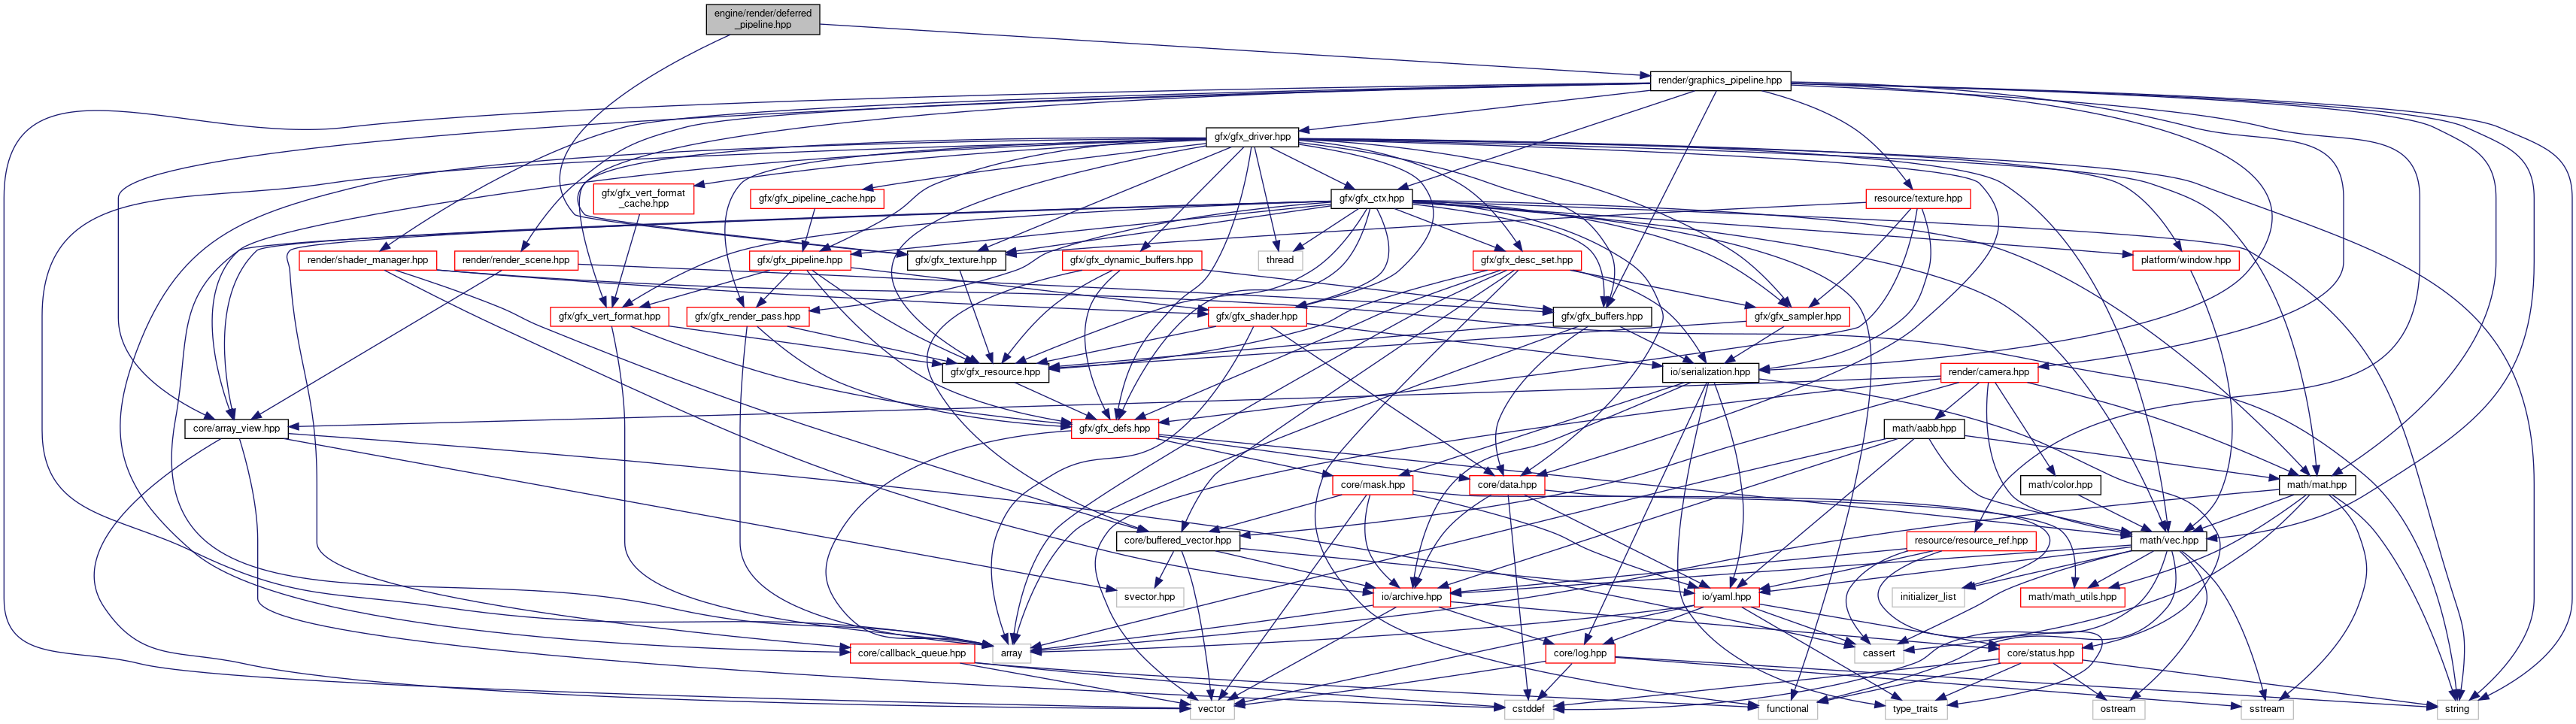 engine/render/deferred
_pipeline.hpp
render/graphics_pipeline.hpp
gfx/gfx_driver.hpp
gfx/gfx_vert_format
_cache.hpp
gfx/gfx_pipeline_cache.hpp
gfx/gfx_ctx.hpp
resource/texture.hpp
render/shader_manager.hpp
render/render_scene.hpp
gfx/gfx_pipeline.hpp
gfx/gfx_texture.hpp
gfx/gfx_dynamic_buffers.hpp
thread
gfx/gfx_desc_set.hpp
platform/window.hpp
gfx/gfx_vert_format.hpp
gfx/gfx_render_pass.hpp
gfx/gfx_shader.hpp
gfx/gfx_buffers.hpp
gfx/gfx_sampler.hpp
gfx/gfx_resource.hpp
io/serialization.hpp
render/camera.hpp
core/array_view.hpp
gfx/gfx_defs.hpp
math/aabb.hpp
core/mask.hpp
core/data.hpp
math/color.hpp
math/mat.hpp
core/buffered_vector.hpp
resource/resource_ref.hpp
math/vec.hpp
svector.hpp
io/archive.hpp
io/yaml.hpp
initializer_list
math/math_utils.hpp
core/callback_queue.hpp
array
core/log.hpp
cassert
core/status.hpp
vector
cstddef
functional
type_traits
ostream
sstream
string